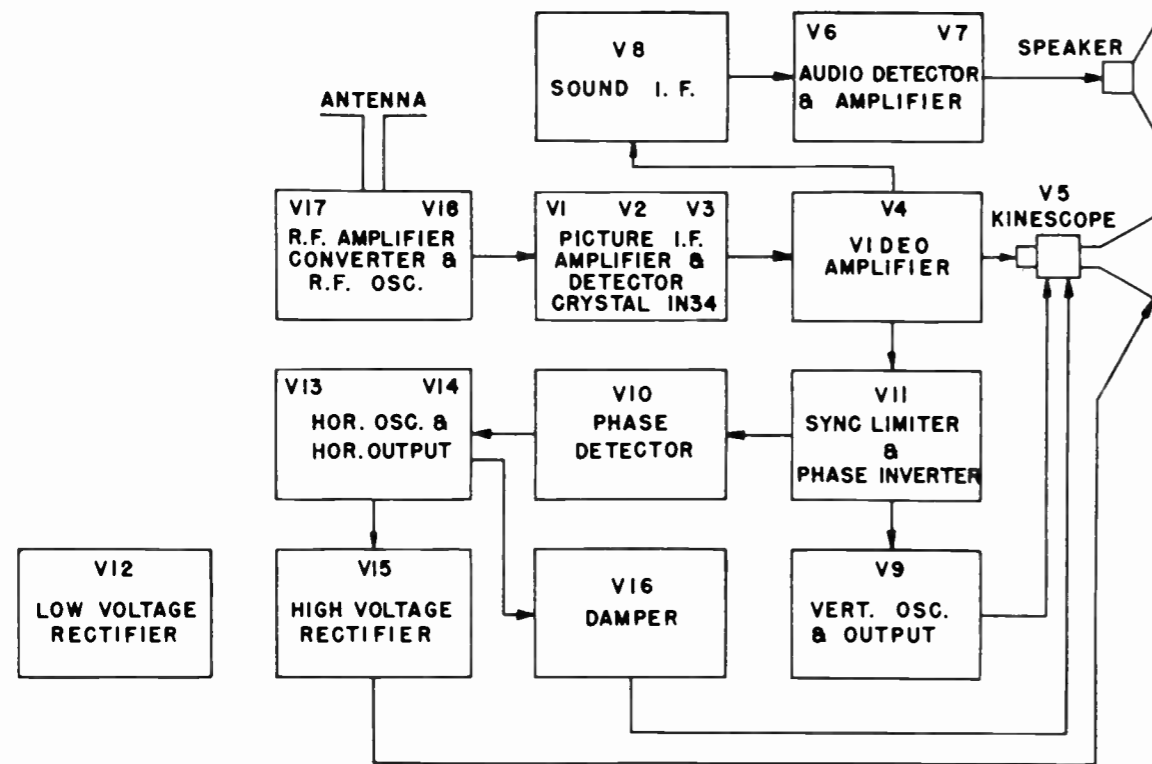 V8
SOUND I. F.
V6 V7
AUDIO DETECTOR
& AMPLIFIER
SPEAKER
ANTENNA
V17 V18
R.F. AMPLIFIER
CONVERTER &
R.F. OSC.
V1 V2 V3
PICTURE I.F.
AMPLIFIER &
DETECTOR
CRYSTAL IN34
V4
VIDEO
AMPLIFIER
V5
KINESCOPE
V13 V14
HOR. OSC. &
HOR. OUTPUT
V10
PHASE
DETECTOR
V11
SYNC LIMITER
&
PHASE INVERTER
V12
LOW VOLTAGE
RECTIFIER
V15
HIGH VOLTAGE
RECTIFIER
V16
DAMPER
V9
VERT. OSC.
& OUTPUT